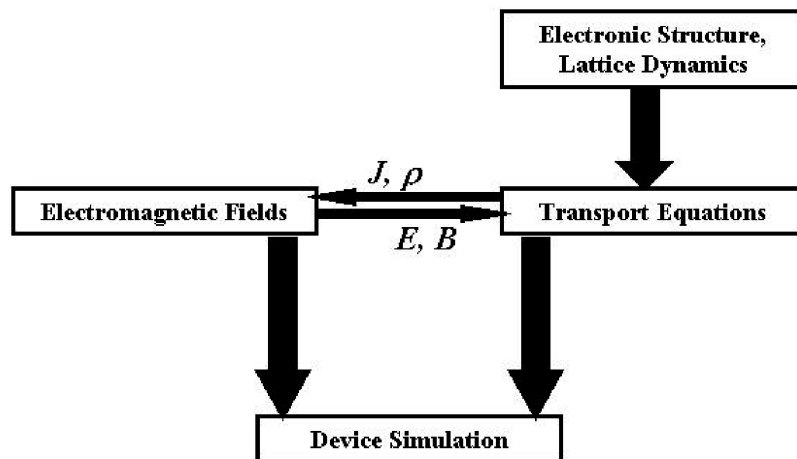 Electronic Structure,
Lattice Dynamics
J, ρ
Electromagnetic Fields
Transport Equations
E, B
Device Simulation